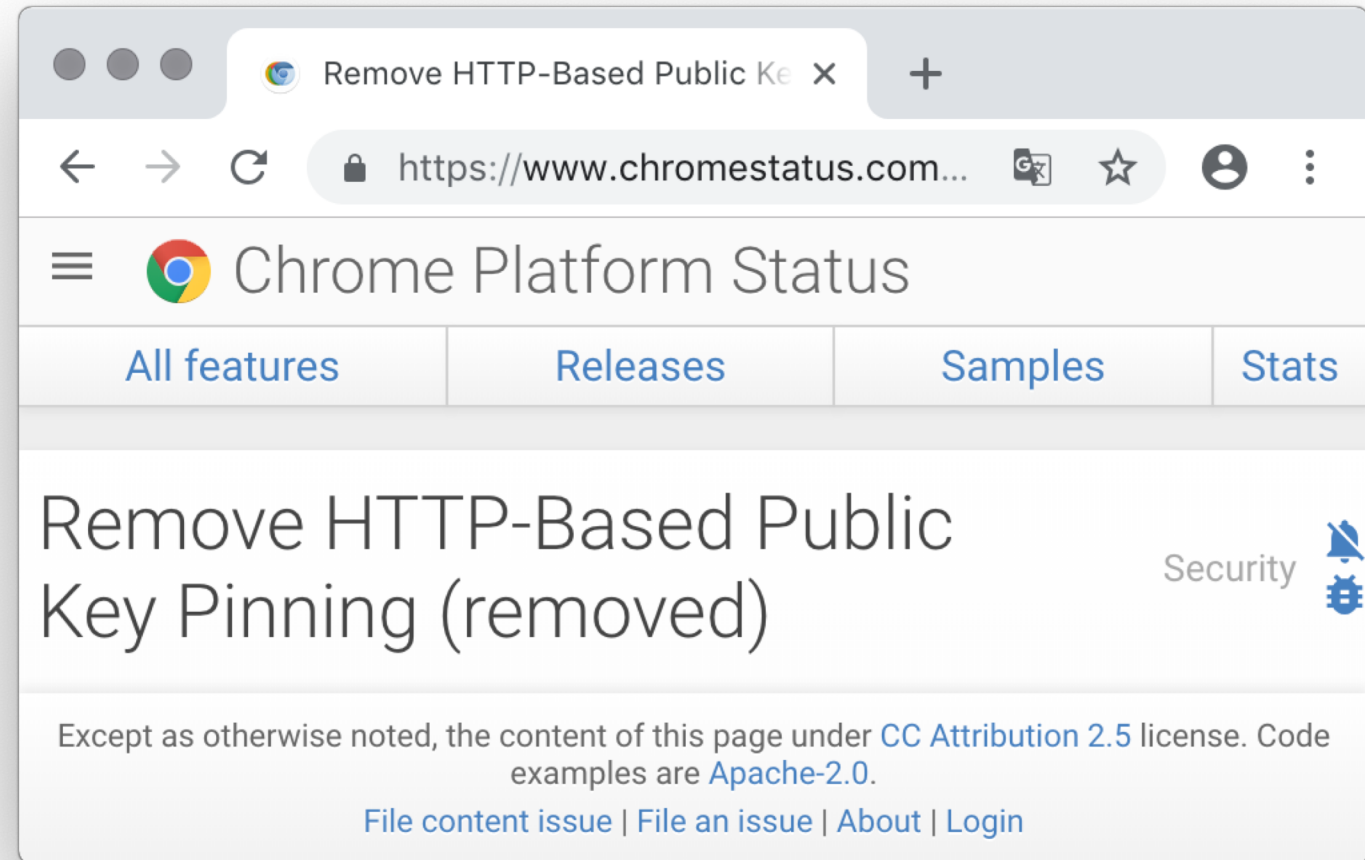 Remove HTTP-Based Public Ke
https://www.chromestatus.com...
Chrome Platform Status
All features
Releases
Samples
Stats
Remove HTTP-Based Public
Key Pinning (removed)
Security
Except as otherwise noted, the content of this page under CC Attribution 2.5 license. Code
examples are Apache-2.0.
File content issue | File an issue | About | Login